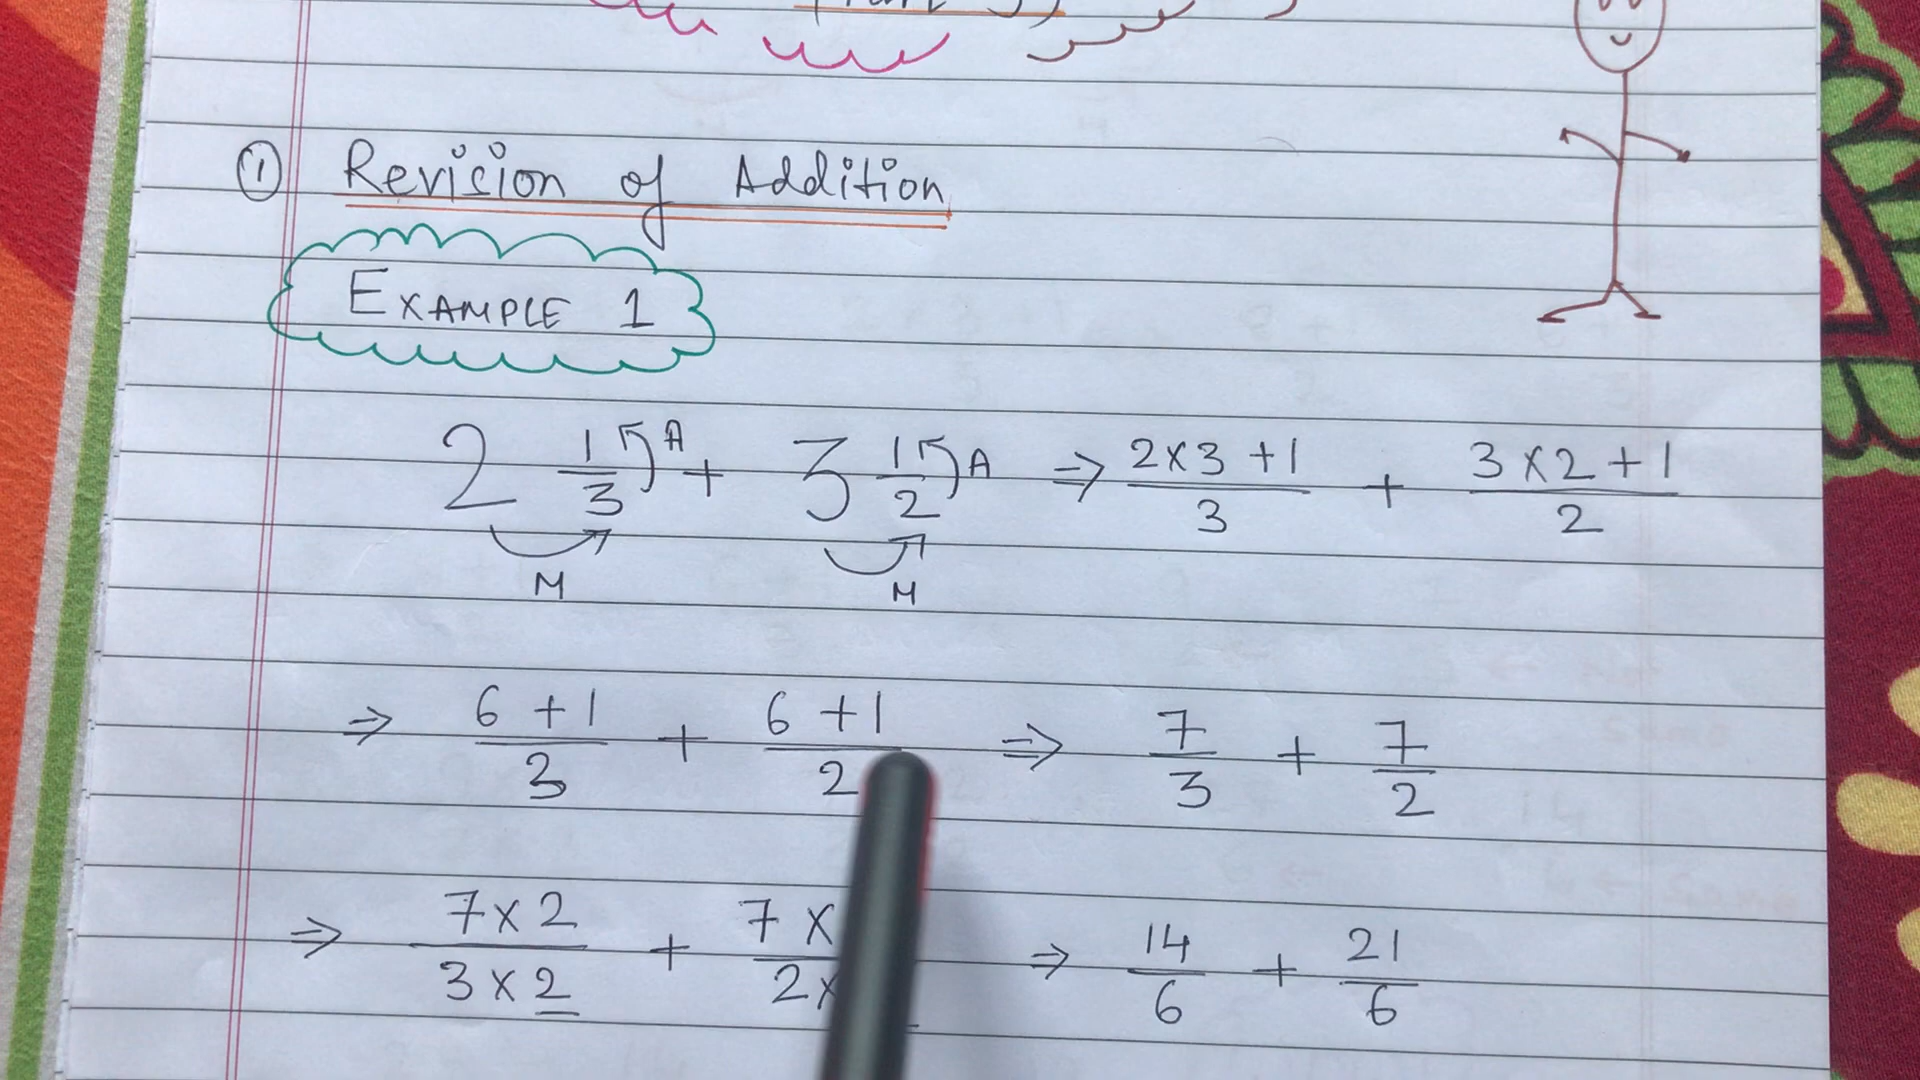 ① Revision of Addition
EXAMPLE 1
2 1/3 A + 3 1/2 A ⇒ 2×3+1/3 + 3×2+1/2
M M
⇒ 6+1/3 + 6+1/2 ⇒ 7/3 + 7/2
⇒ 7×2/3×2 + 7×/2× ⇒ 14/6 + 21/6